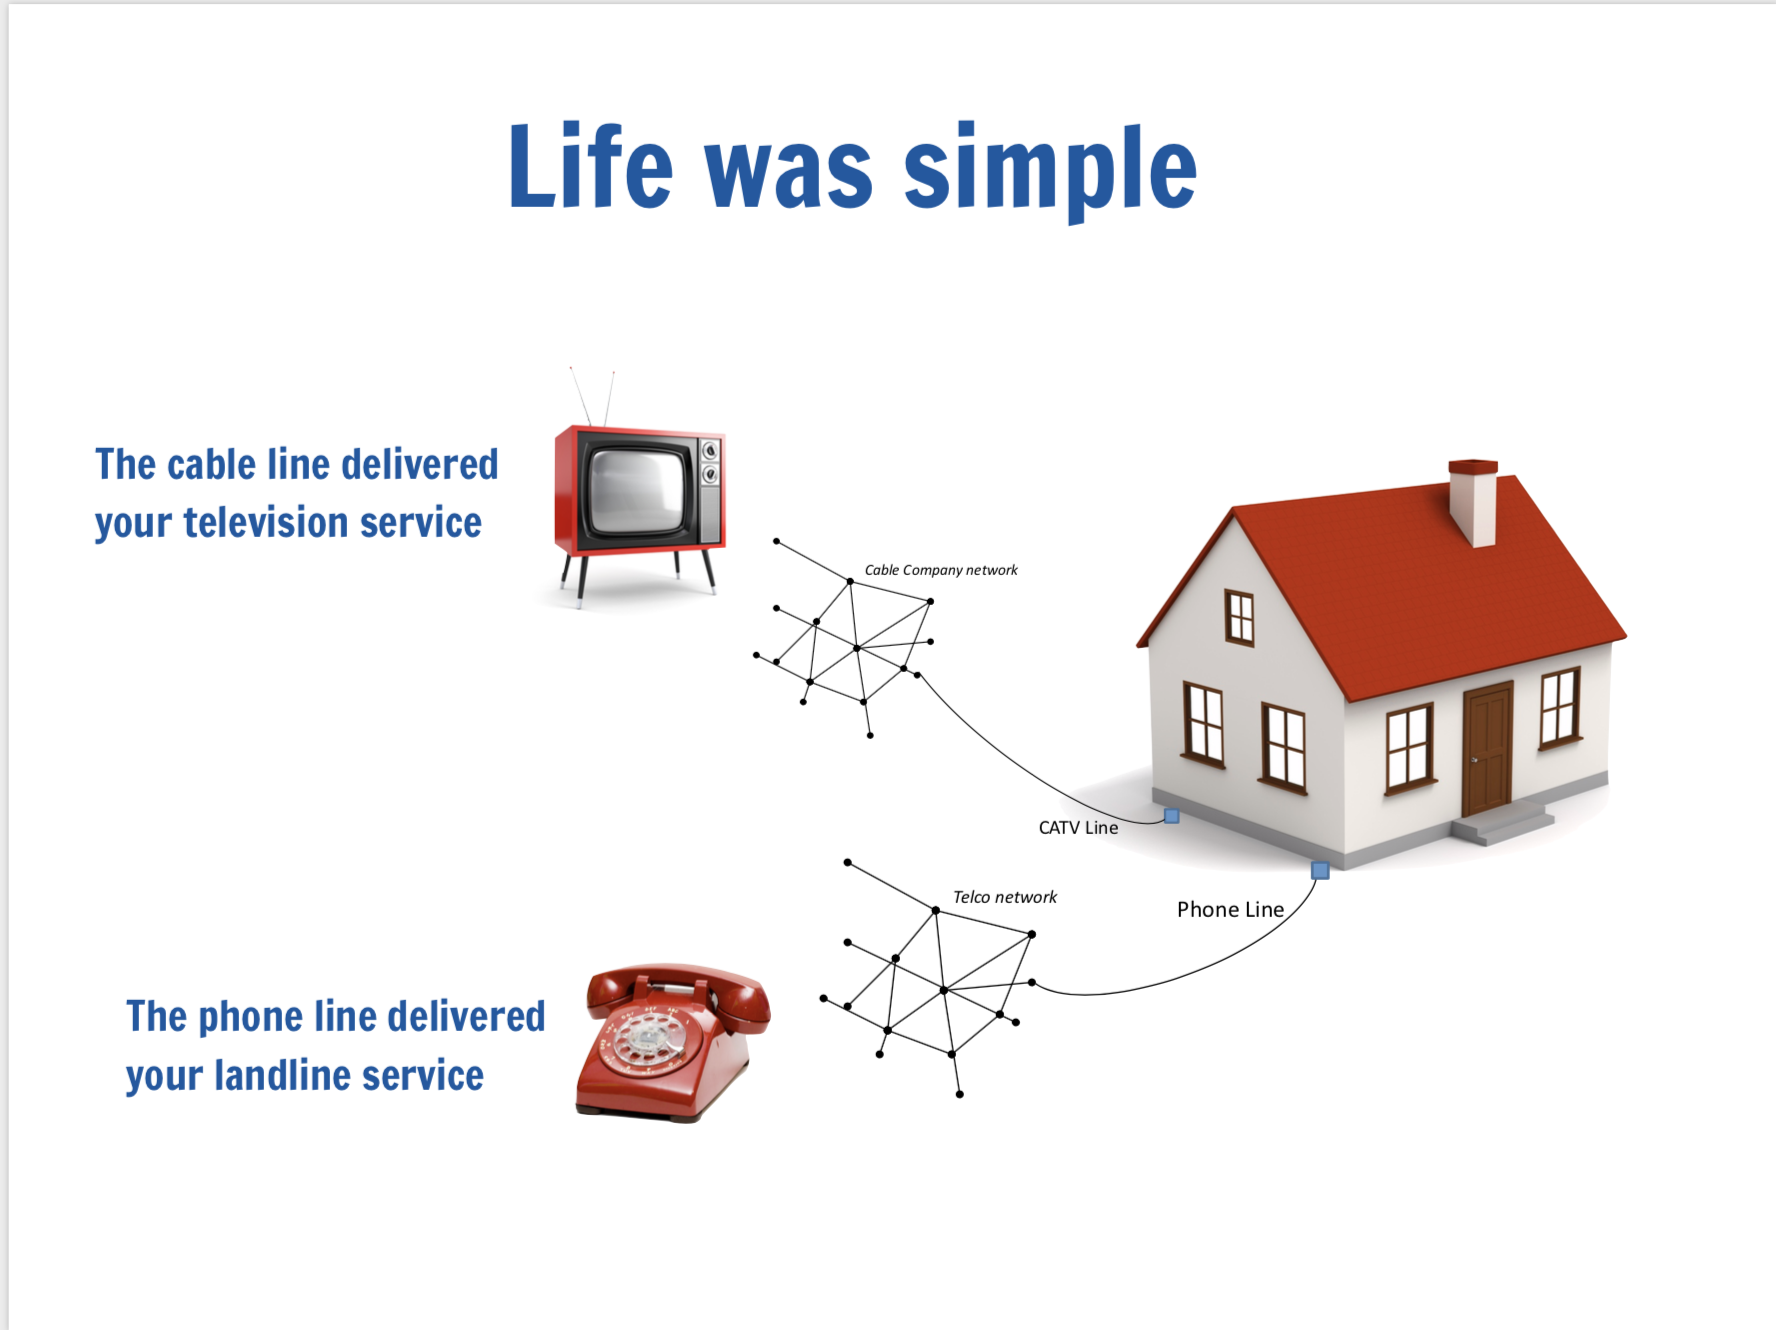 Life was simple
The cable line delivered
your television service
Cable Company network
CATV Line
Telco network
Phone Line
The phone line delivered
your landline service